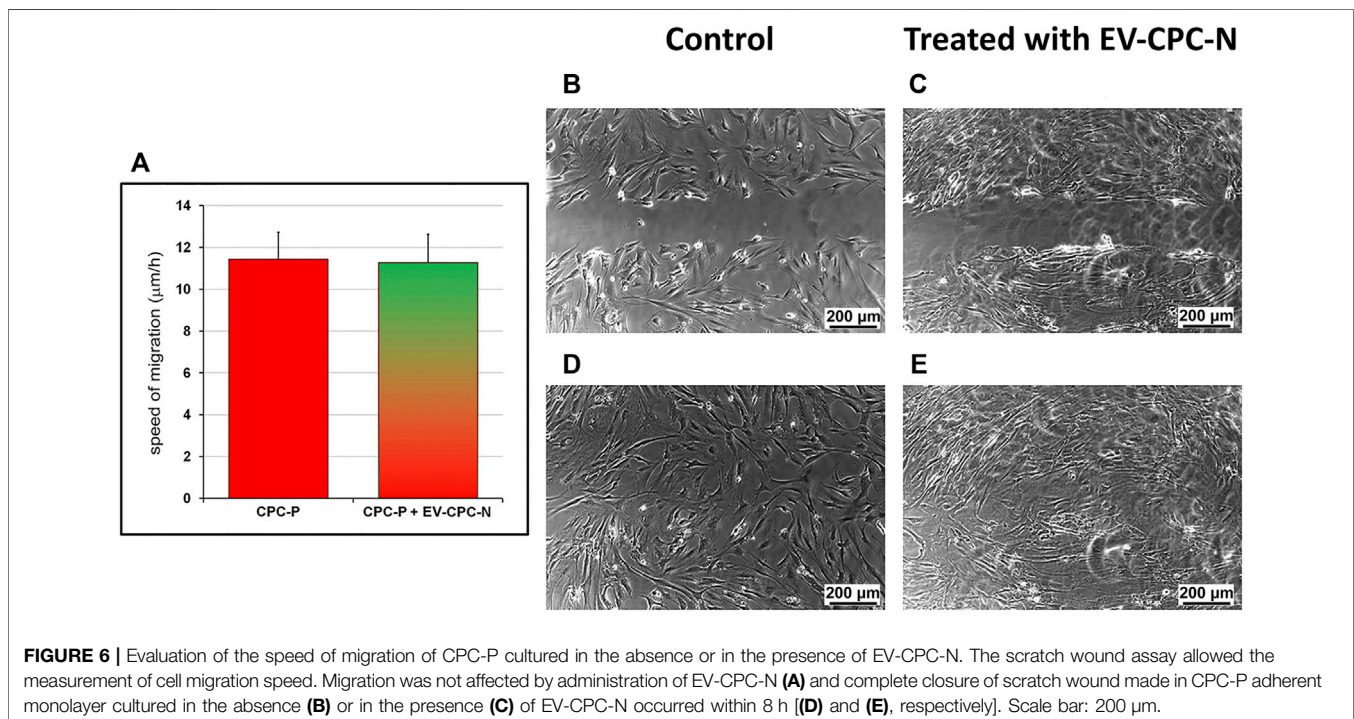 Control
Treated with EV-CPC-N
B
C
A
14
12
10
8
6
4
2
0
speed of migration (μm/h)
CPC-P
CPC-P + EV-CPC-N
200 µm
200 µm
D
E
200 µm
200 µm
FIGURE 6 | Evaluation of the speed of migration of CPC-P cultured in the absence or in the presence of EV-CPC-N. The scratch wound assay allowed the
measurement of cell migration speed. Migration was not affected by administration of EV-CPC-N (A) and complete closure of scratch wound made in CPC-P adherent
monolayer cultured in the absence (B) or in the presence (C) of EV-CPC-N occurred within 8 h [(D) and (E), respectively]. Scale bar: 200 μm.